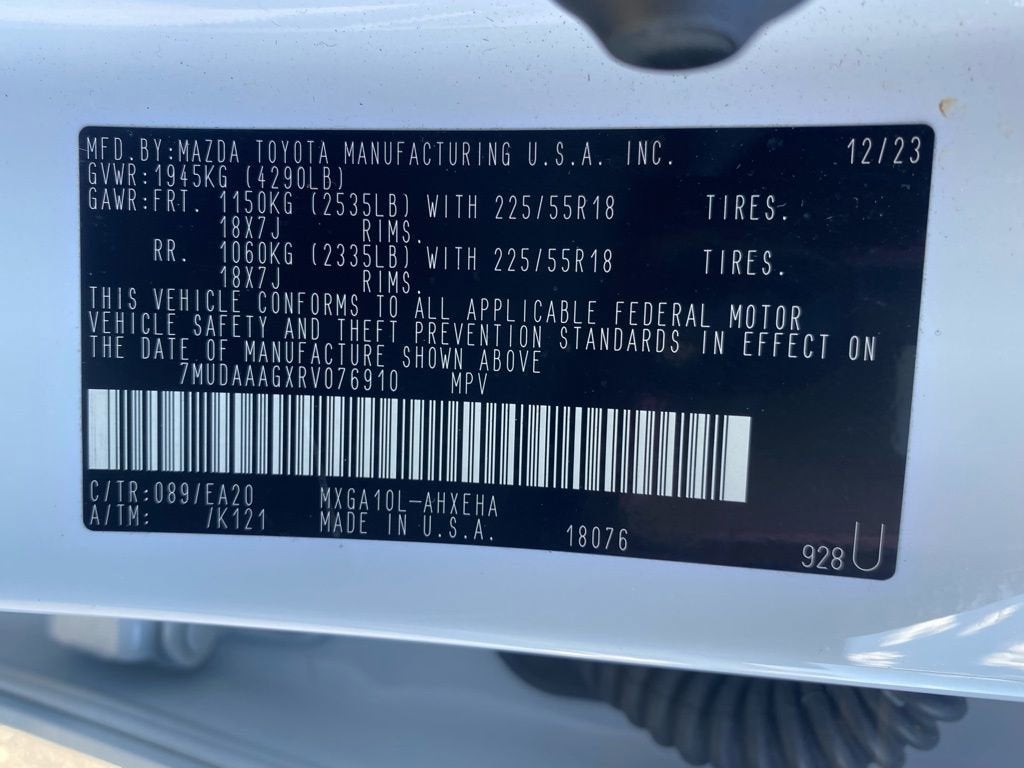 MFD.BY:MAZDA TOYOTA MANUFACTURING U.S.A. INC. 12/23
GVWR:1945KG (4290LB)
GAWR:FRT. 1150KG (2535LB) WITH 225/55R18 TIRES.
18X7J RIMS.
RR. 1060KG (2335LB) WITH 225/55R18 TIRES.
18X7J RIMS.
THIS VEHICLE CONFORMS TO ALL APPLICABLE FEDERAL MOTOR
VEHICLE SAFETY AND THEFT PREVENTION STANDARDS IN EFFECT ON
THE DATE OF MANUFACTURE SHOWN ABOVE
7MUDAAAGXRV076910 MPV
C/TR:089/EA20 MXGA10L-AHXEHA
A/TM: /K121 MADE IN U.S.A. 18076
928 U